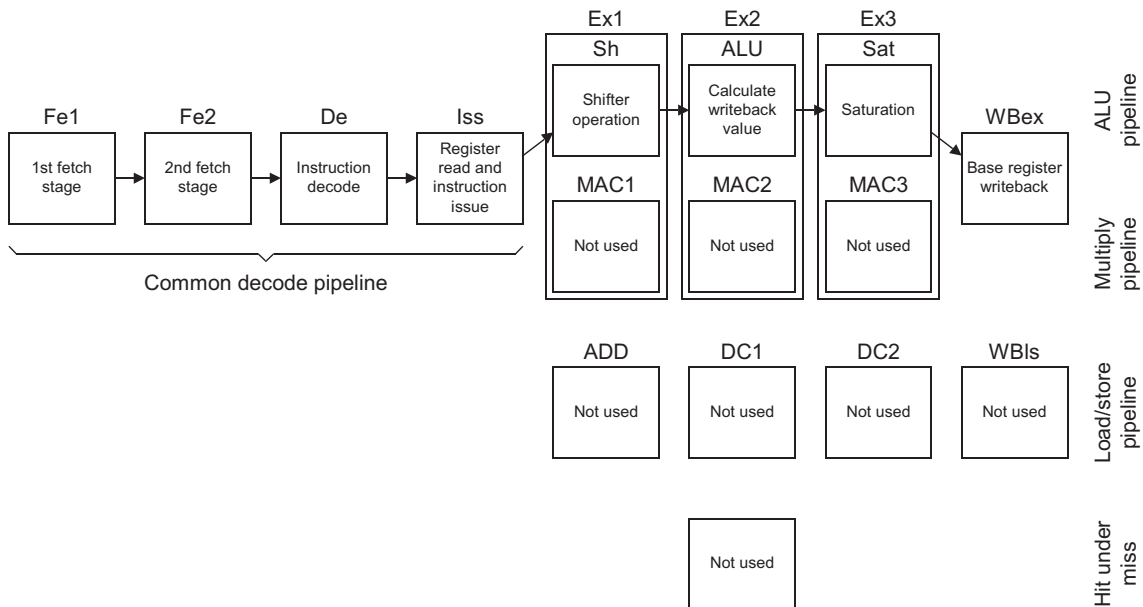 Ex1
Ex2
Ex3
Sh
ALU
Sat
Fe1
Fe2
De
Iss
WBex
1st fetch
stage
2nd fetch
stage
Instruction
decode
Register
read and
instruction
issue
Shifter
operation
Calculate
writeback
value
Saturation
Base register
writeback
ALU
pipeline
MAC1
MAC2
MAC3
Not used
Not used
Not used
Multiply
pipeline
Common decode pipeline
ADD
DC1
DC2
WBls
Not used
Not used
Not used
Not used
Load/store
pipeline
Not used
Hit under
miss